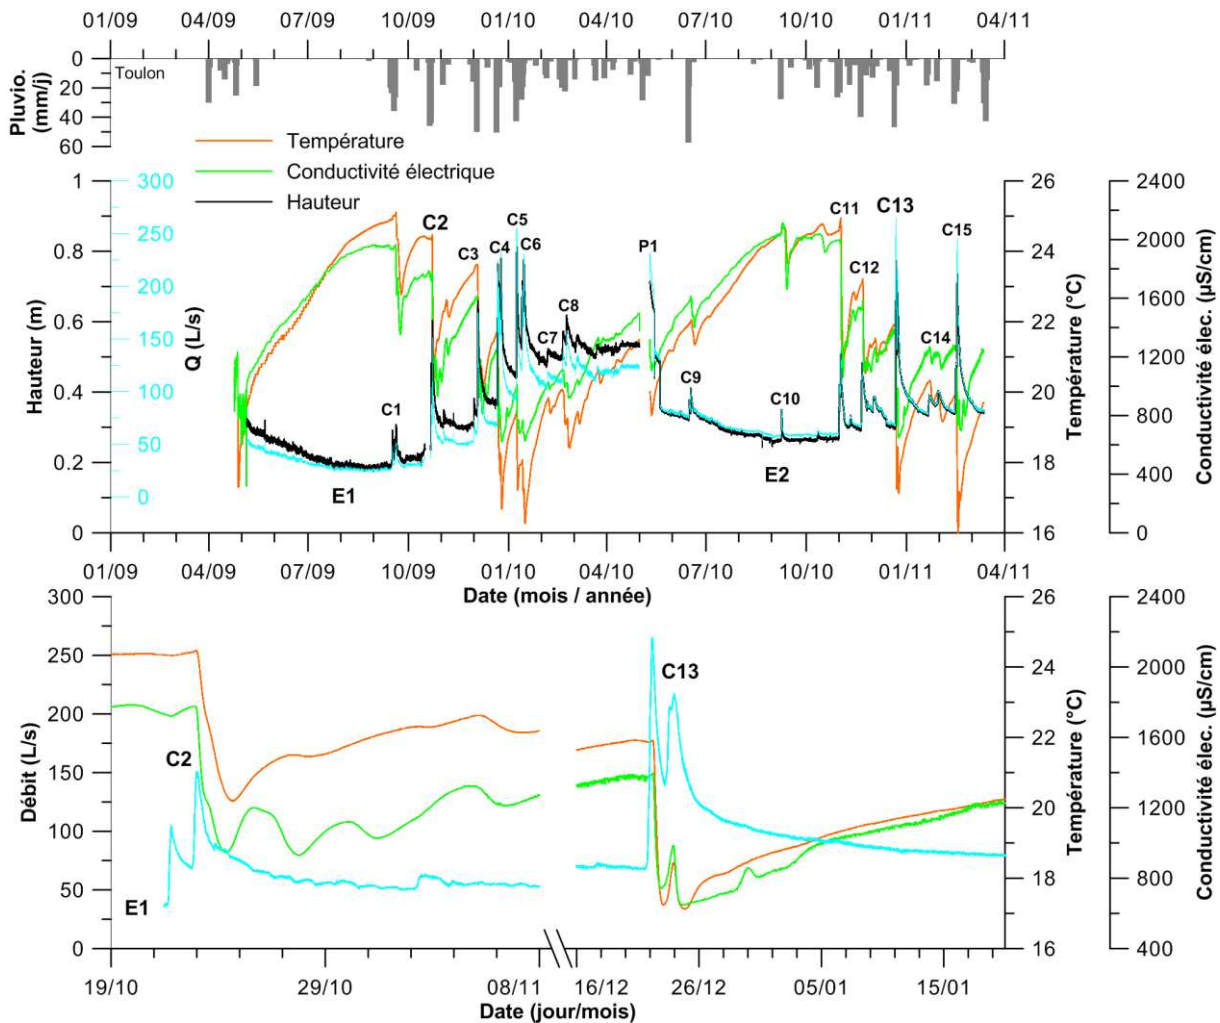 01/09 04/09 07/09 10/09 01/10 04/10 07/10 10/10 01/11 04/11
Pluvio. (mm/j)
0
20
40
60
Toulon
Température
Conductivité électrique
Hauteur
Hauteur (m)
1
0.8
0.6
0.4
0.2
0
Q (L/s)
300
250
200
150
100
50
0
C1
C2
C3
C4
C5
C6
C7
C8
P1
C9
C10
C11
C12
C13
C14
C15
E1
E2
26
24
22
20
18
16
Température (°C)
2400
2000
1600
1200
800
400
0
Conductivité élec. (µS/cm)
01/09 04/09 07/09 10/09 01/10 04/10 07/10 10/10 01/11 04/11
Date (mois / année)
Débit (L/s)
300
250
200
150
100
50
0
C2
E1
C13
26
24
22
20
18
16
Température (°C)
2400
2000
1600
1200
800
400
Conductivité élec. (µS/cm)
19/10 29/10 08/11 16/12 26/12 05/01 15/01
Date (jour/mois)